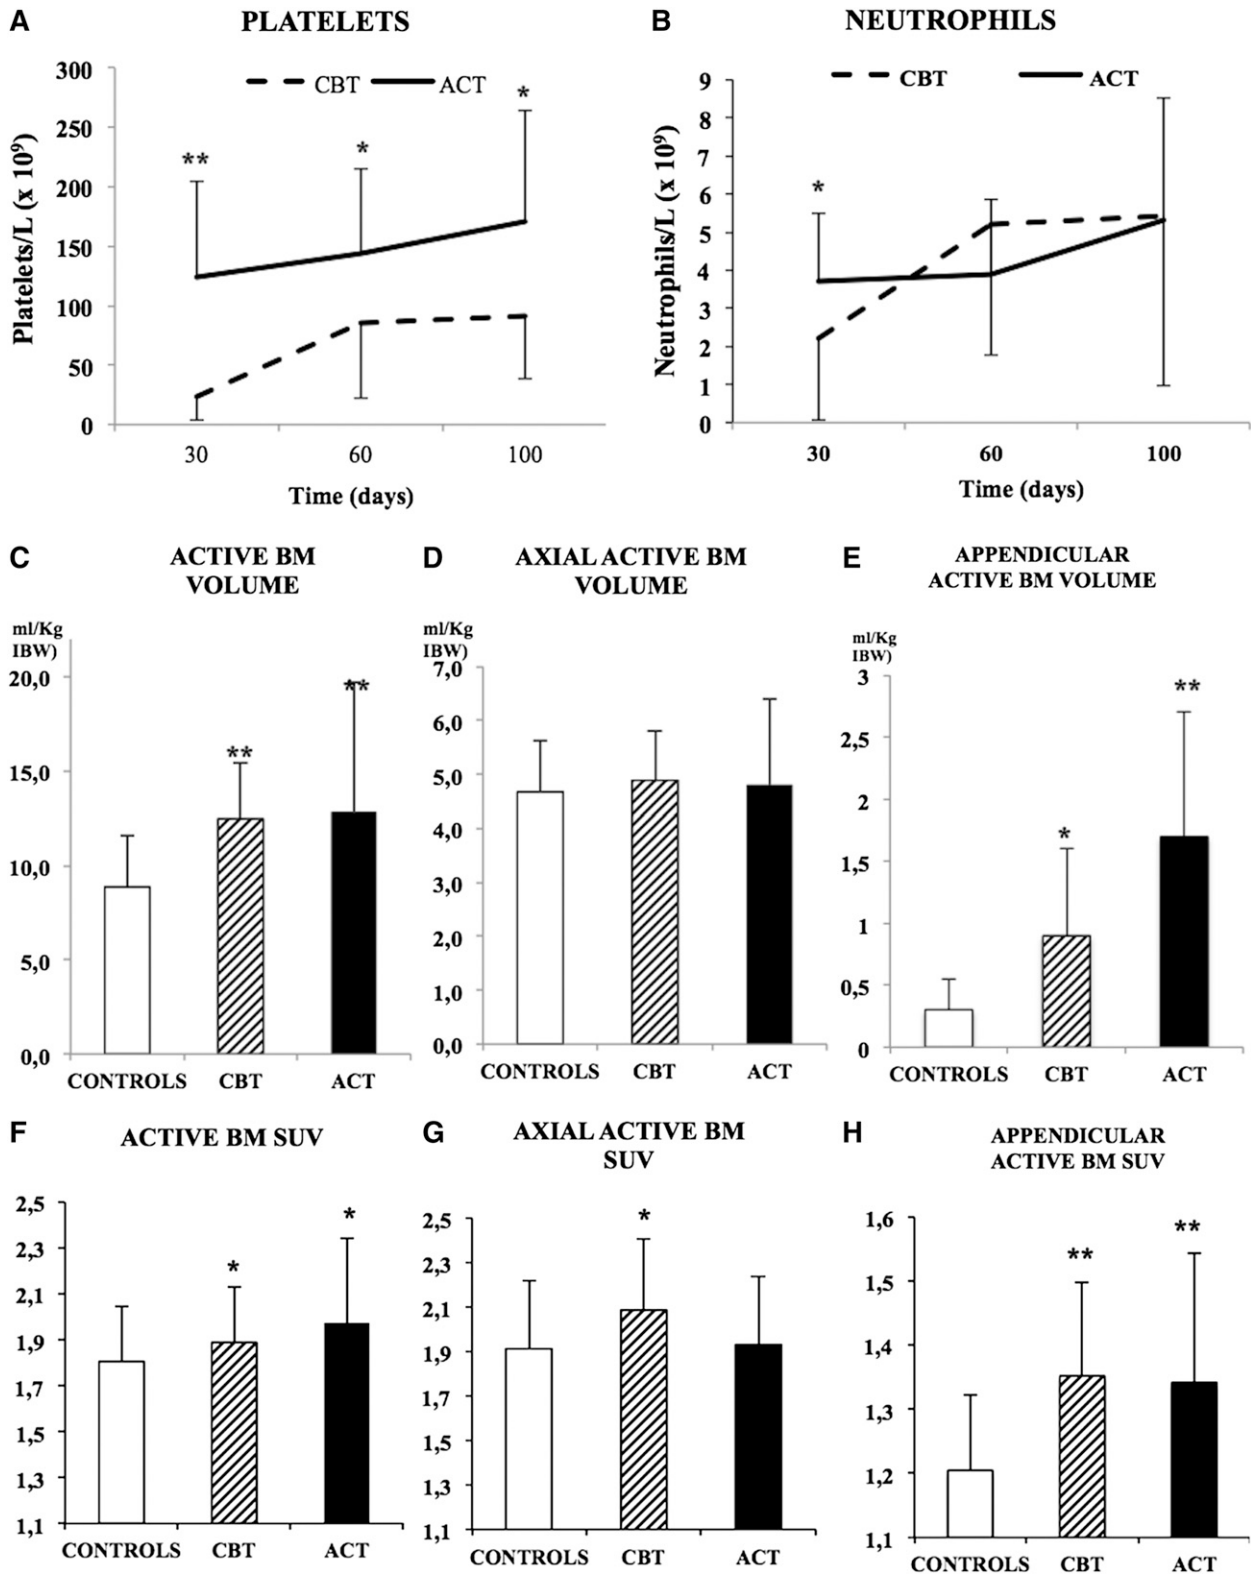 A
PLATELETS
CBT
ACT
Platelets/L (x 10⁹)
300
250
200
150
100
50
0
**
*
*
30
60
100
Time (days)
B
NEUTROPHILS
CBT
ACT
Neutrophils/L (x 10⁹)
9
8
7
6
5
4
3
2
1
0
*
30
60
100
Time (days)
C
ACTIVE BM
VOLUME
ml/Kg
IBW)
20,0
15,0
10,0
5,0
0,0
**
**
CONTROLS
CBT
ACT
D
AXIAL ACTIVE BM
VOLUME
ml/Kg
IBW)
7,0
6,0
5,0
4,0
3,0
2,0
1,0
0,0
CONTROLS
CBT
ACT
E
APPENDICULAR
ACTIVE BM VOLUME
ml/Kg
IBW)
3
2,5
2
1,5
1
0,5
0
*
**
CONTROLS
CBT
ACT
F
ACTIVE BM SUV
2,5
2,3
2,1
1,9
1,7
1,5
1,3
1,1
*
*
CONTROLS
CBT
ACT
G
AXIAL ACTIVE BM
SUV
2,5
2,3
2,1
1,9
1,7
1,5
1,3
1,1
*
CONTROLS
CBT
ACT
H
APPENDICULAR
ACTIVE BM SUV
1,6
1,5
1,4
1,3
1,2
1,1
**
**
CONTROLS
CBT
ACT